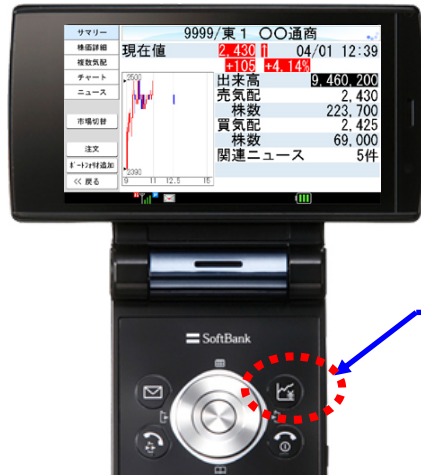 サマリー
株価詳細
複数気配
チャート
ニュース
市場切替
注文
ポートフォリオ追加
<< 戻る
9999/東1 〇〇通商
現在値 2,430 ↑ 04/01 12:39
+105 +4.14%
出来高 9,460,200
売気配 2,430
株数 223,700
買気配 2,425
株数 69,000
関連ニュース 5件
2500
2090
9 11 12.5 15
SoftBank